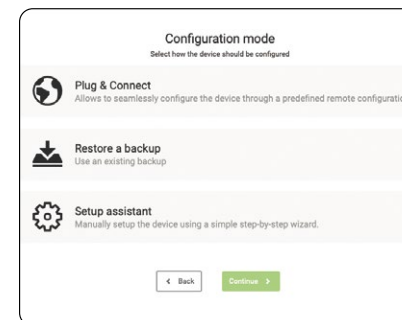 Configuration mode
Select how the device should be configured
Plug & Connect
Allows to seamlessly configure the device through a predefined remote configuratio
Restore a backup
Use an existing backup
Setup assistant
Manually setup the device using a simple step-by-step wizard.
Back
Continue